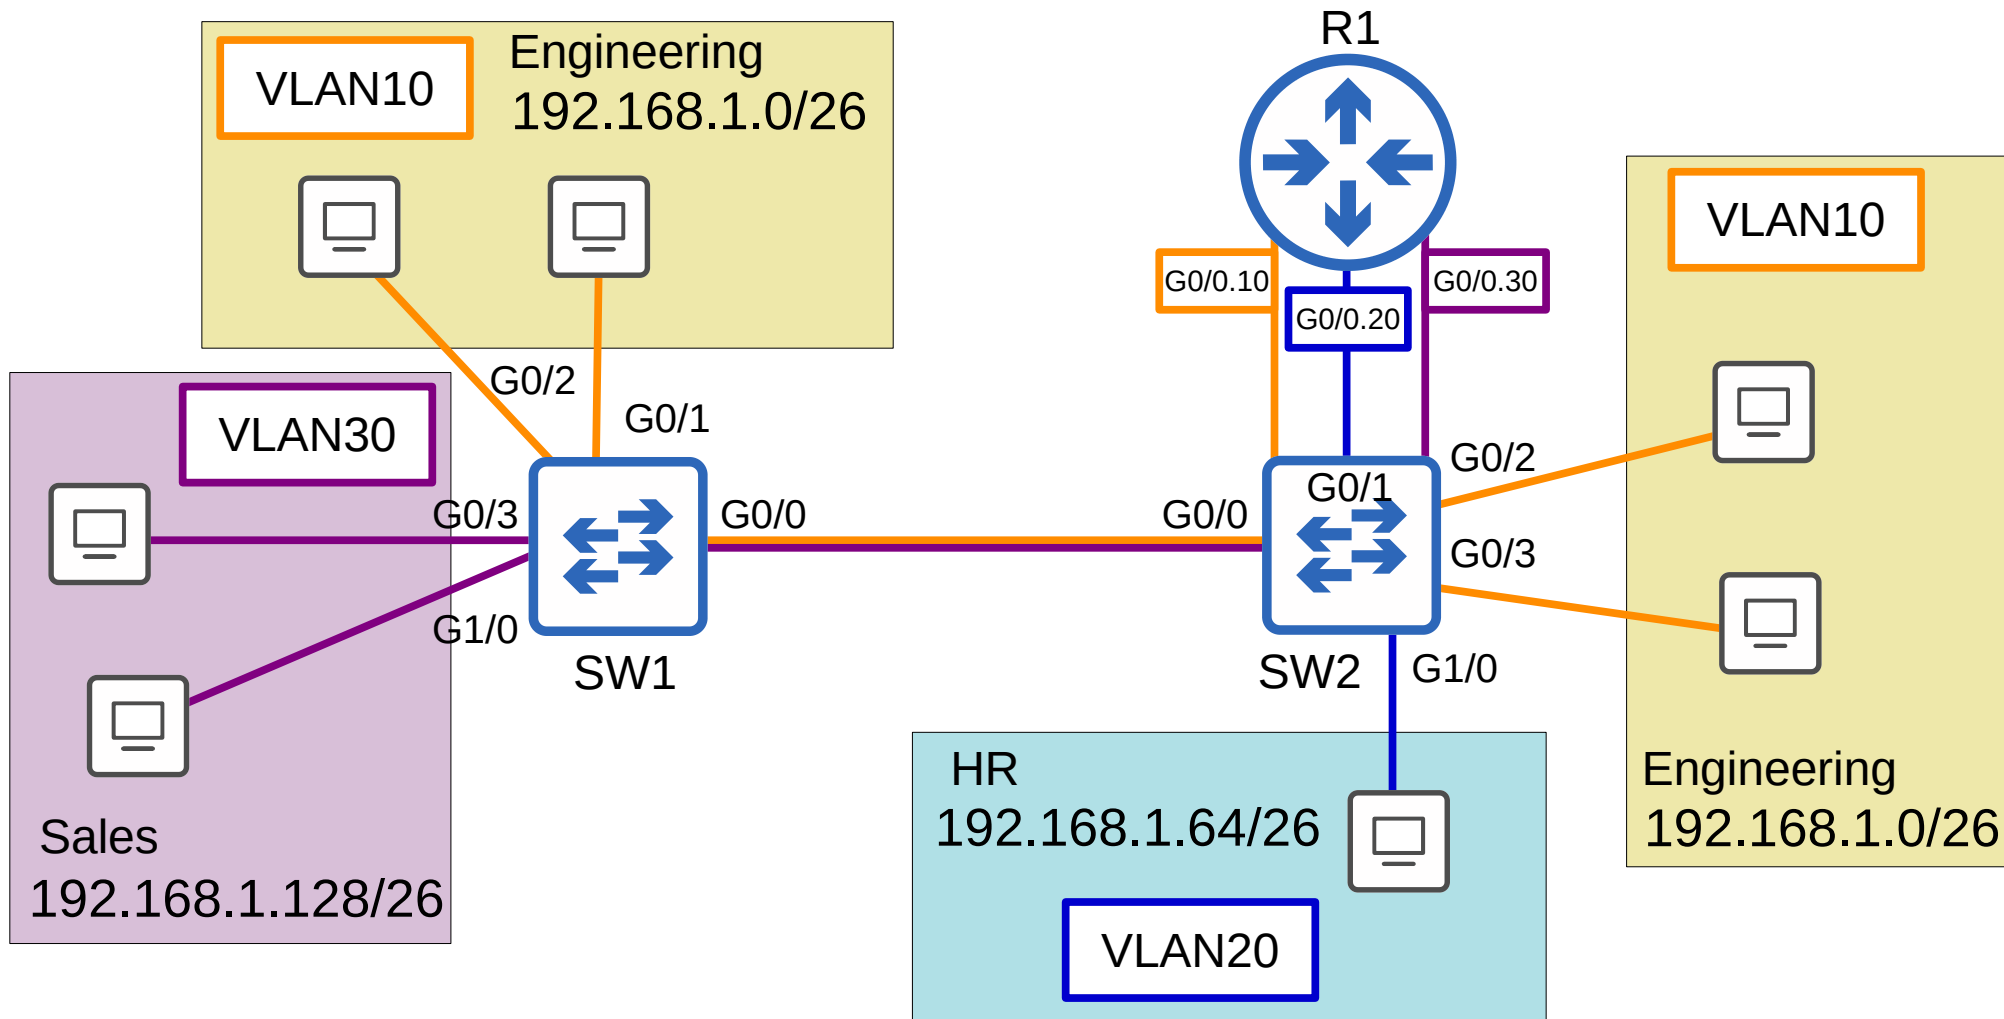 R1
Engineering
VLAN10
192.168.1.0/26
VLAN10
G0/0.10
G0/0.20
G0/0.30
G0/2
G0/1
VLAN30
G0/3
G0/0
G0/0
G0/1
G0/2
G0/3
G1/0
SW1
SW2
G1/0
HR
192.168.1.64/26
VLAN20
Engineering
192.168.1.0/26
Sales
192.168.1.128/26